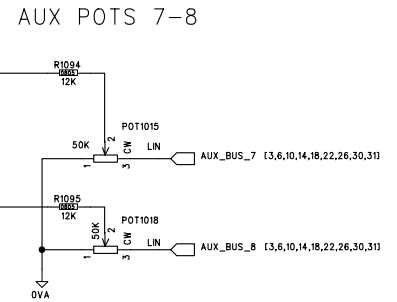 AUX POTS 7-8
R1094
0805
12K
POT1015
50K
2
CW
LIN
1
3
AUX_BUS_7 [3,6,10,14,18,22,26,30,31]
R1095
0805
12K
POT1018
50K
2
CW
LIN
1
3
AUX_BUS_8 [3,6,10,14,18,22,26,30,31]
0VA